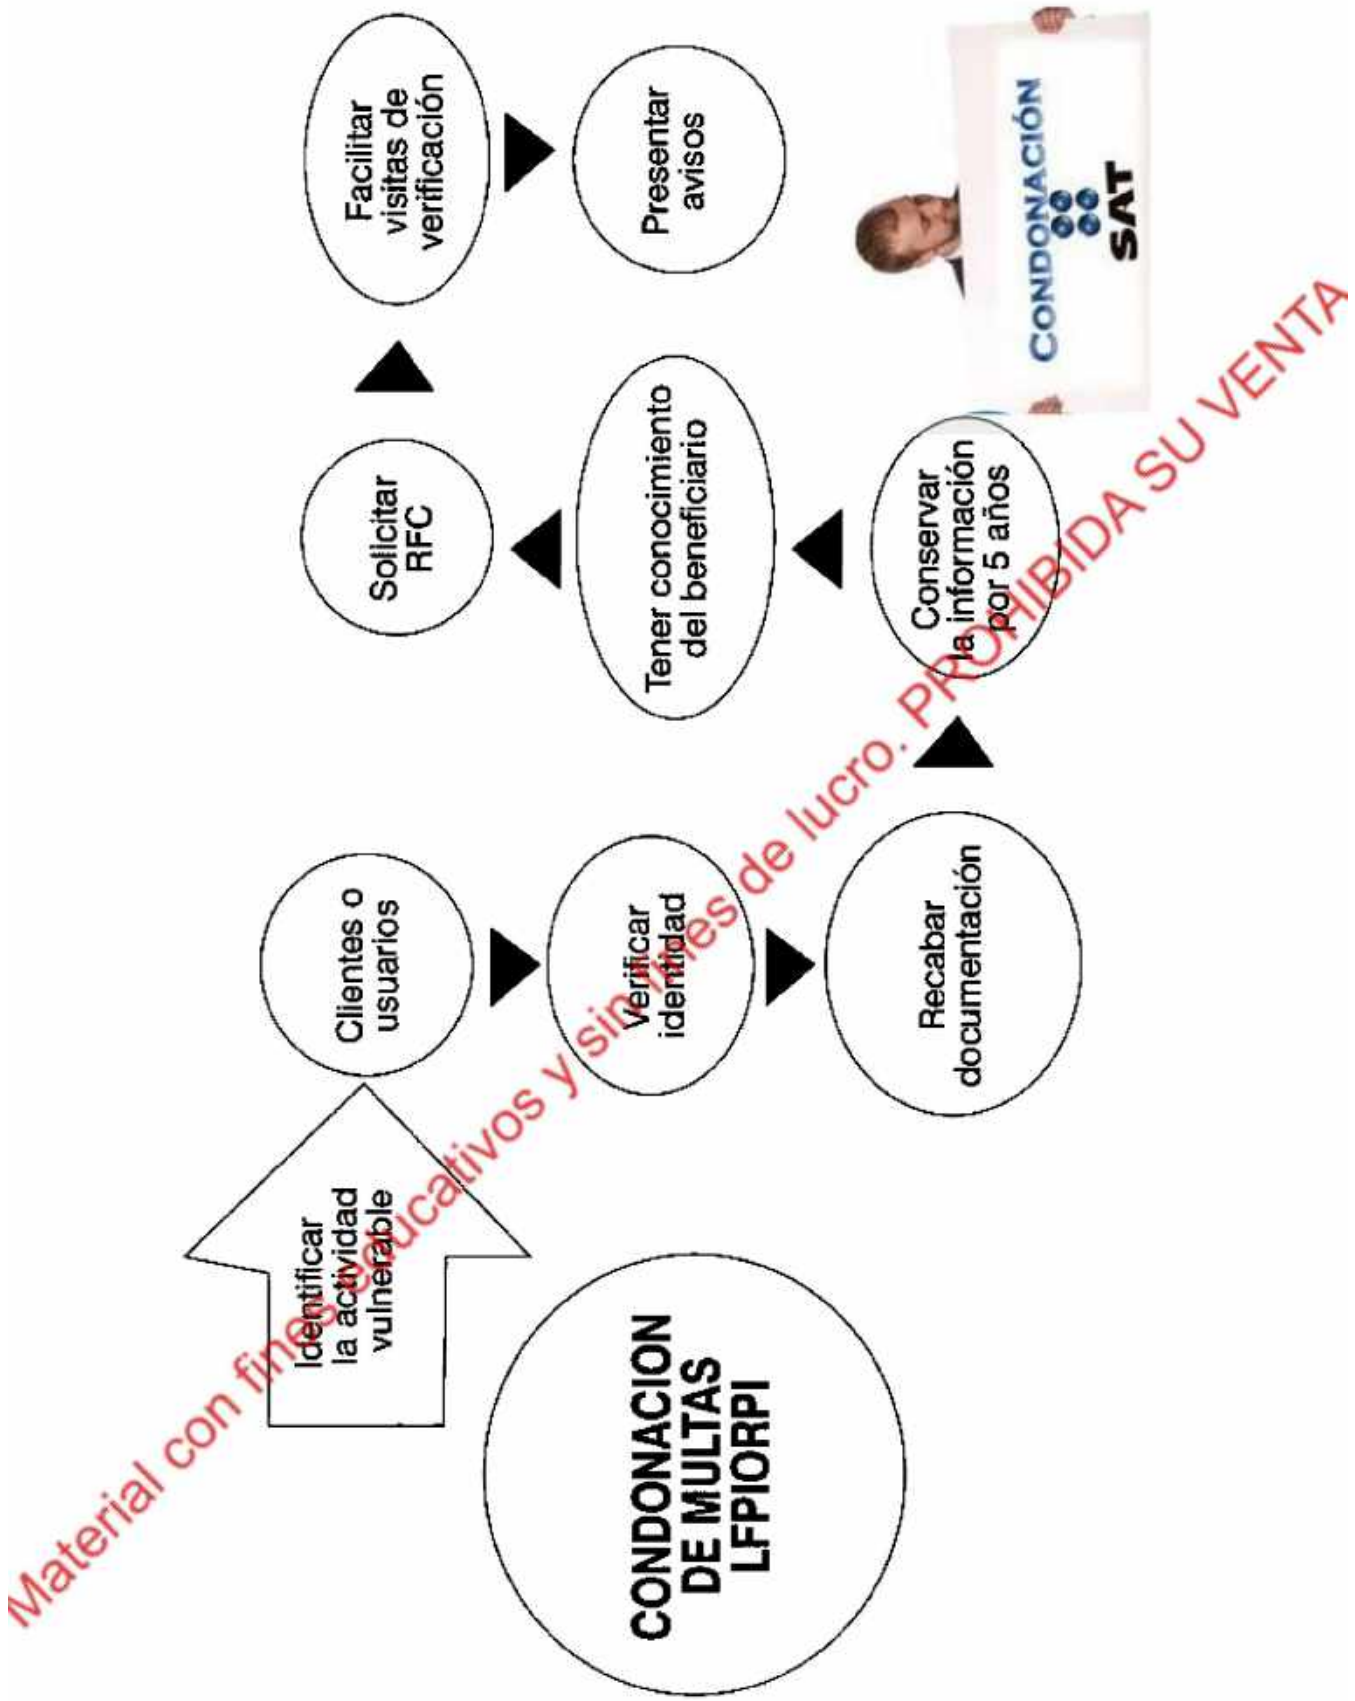 CONDONACION
DE MULTAS
LFPIORPI
Identificar
la actividad
vulnerable
Clientes o
usuarios
Verificar
identidad
Recabar
documentación
Conservar
la información
por 5 años
Tener conocimiento
del beneficiario
Solicitar
RFC
Facilitar
visitas de
verificación
Presentar
avisos
CONDONACIÓN
SAT
Material con fines educativos y sin fines de lucro. PROHIBIDA SU VENTA